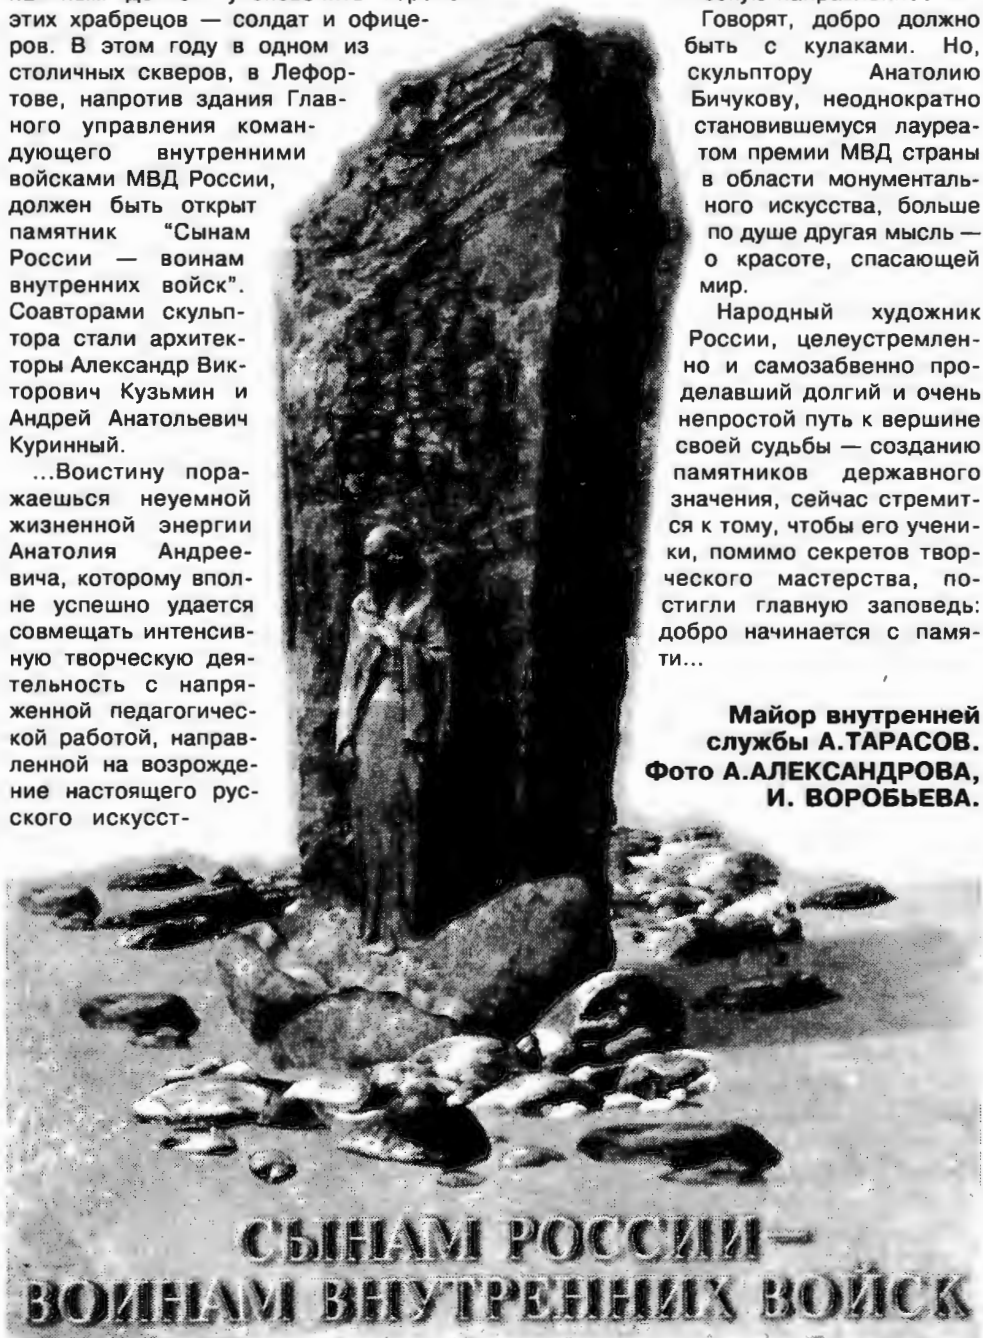 этих храбрецов — солдат и офице-
ров. В этом году в одном из
столичных скверов, в Лефор-
тове, напротив здания Глав-
ного управления коман-
дующего внутренними
войсками МВД России,
должен быть открыт
памятник "Сынам
России — воинам
внутренних войск".
Соавторами скульп-
тора стали архитек-
торы Александр Вик-
торович Кузьмин и
Андрей Анатольевич
Куринный.
...Воистину пора-
жаешься неуемной
жизненной энергии
Анатолия Андрее-
вича, которому впол-
не успешно удается
совмещать интенсив-
ную творческую дея-
тельность с напря-
женной педагогичес-
кой работой, направ-
ленной на возрожде-
ние настоящего рус-
ского искусст-
Говорят, добро должно
быть с кулаками. Но,
скульптору Анатолию
Бичукову, неоднократно
становившемуся лауреа-
том премии МВД страны
в области монументаль-
ного искусства, больше
по душе другая мысль —
о красоте, спасающей
мир.
Народный художник
России, целеустремлен-
но и самозабвенно про-
делавший долгий и очень
непростой путь к вершине
своей судьбы — созданию
памятников державного
значения, сейчас стремит-
ся к тому, чтобы его учени-
ки, помимо секретов твор-
ческого мастерства, по-
стигли главную заповедь:
добро начинается с памя-
ти...
Майор внутренней
службы А.ТАРАСОВ.
Фото А.АЛЕКСАНДРОВА,
И. ВОРОБЬЕВА.
СЫНАМ РОССИИ —
ВОИНАМ ВНУТРЕННИХ ВОЙСК